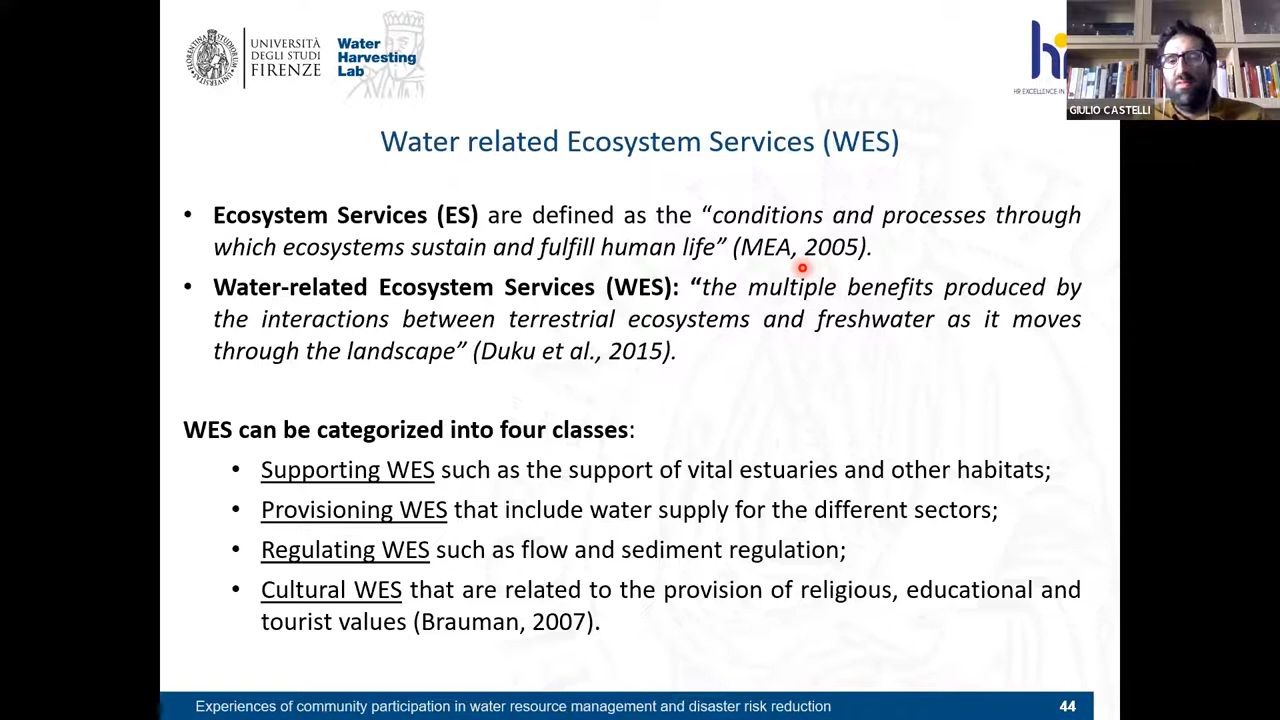 UNIVERSITÀ
DEGLI STUDI
FIRENZE
Water
Harvesting
Lab
HR EXCELLENCE IN
GIULIO CASTELLI
Water related Ecosystem Services (WES)
• Ecosystem Services (ES) are defined as the “conditions and processes through
which ecosystems sustain and fulfill human life” (MEA, 2005).
• Water-related Ecosystem Services (WES): “the multiple benefits produced by
the interactions between terrestrial ecosystems and freshwater as it moves
through the landscape” (Duku et al., 2015).
WES can be categorized into four classes:
• Supporting WES such as the support of vital estuaries and other habitats;
• Provisioning WES that include water supply for the different sectors;
• Regulating WES such as flow and sediment regulation;
• Cultural WES that are related to the provision of religious, educational and
tourist values (Brauman, 2007).
Experiences of community participation in water resource management and disaster risk reduction
44